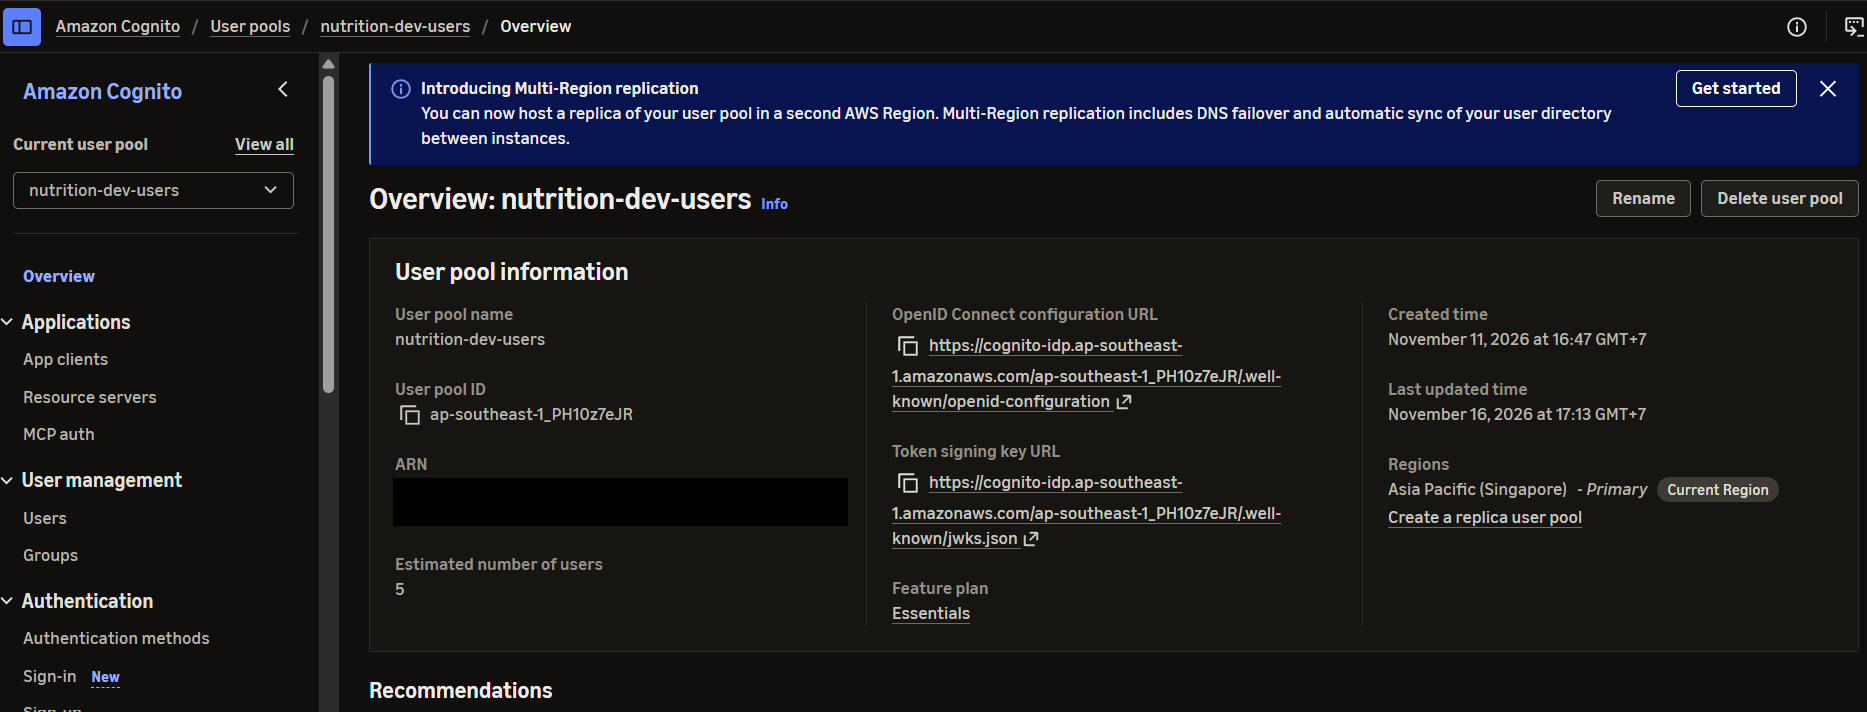 Amazon Cognito / User pools / nutrition-dev-users / Overview
Amazon Cognito
Current user pool View all
nutrition-dev-users
Overview
Applications
App clients
Resource servers
MCP auth
User management
Users
Groups
Authentication
Authentication methods
Sign-in New
Sign-up
Introducing Multi-Region replication
You can now host a replica of your user pool in a second AWS Region. Multi-Region replication includes DNS failover and automatic sync of your user directory
between instances.
Get started
Overview: nutrition-dev-users Info
Rename
Delete user pool
User pool information
User pool name
nutrition-dev-users
User pool ID
ap-southeast-1_PH10z7eJR
ARN
Estimated number of users
5
OpenID Connect configuration URL
https://cognito-idp.ap-southeast-
1.amazonaws.com/ap-southeast-1_PH10z7eJR/.well-
known/openid-configuration
Token signing key URL
https://cognito-idp.ap-southeast-
1.amazonaws.com/ap-southeast-1_PH10z7eJR/.well-
known/jwks.json
Feature plan
Essentials
Created time
November 11, 2026 at 16:47 GMT+7
Last updated time
November 16, 2026 at 17:13 GMT+7
Regions
Asia Pacific (Singapore) - Primary Current Region
Create a replica user pool
Recommendations